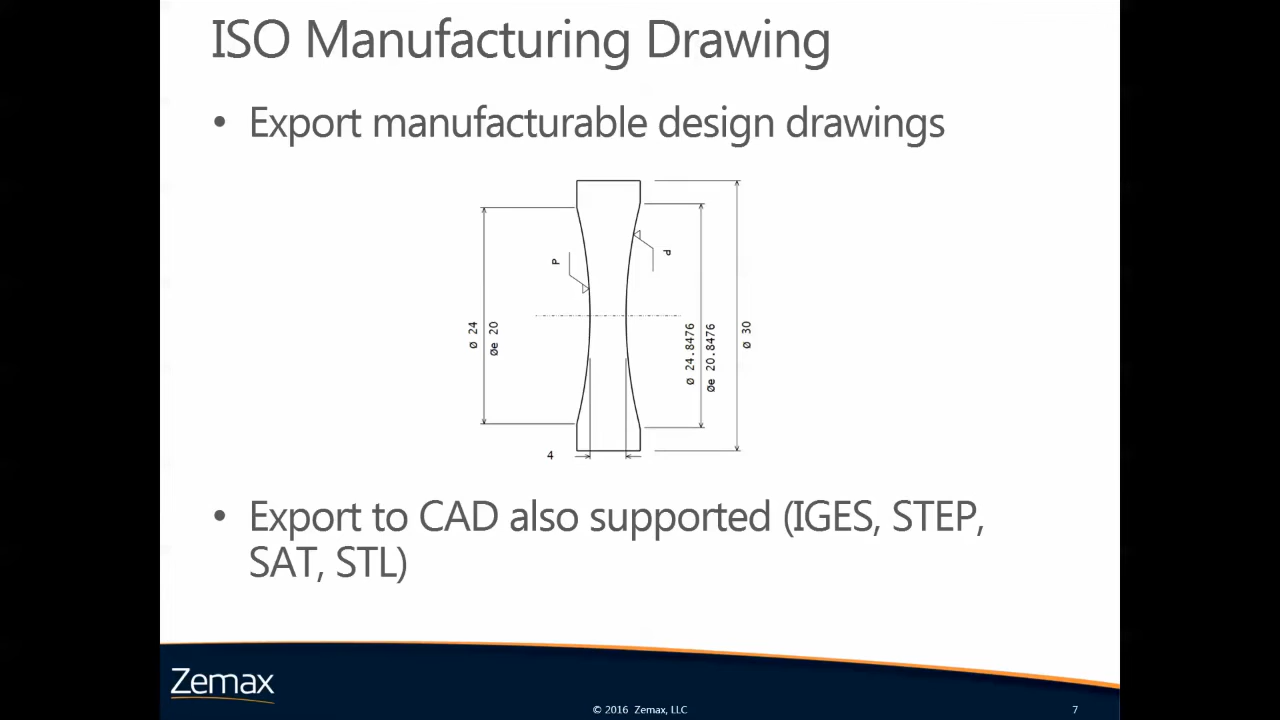 ISO Manufacturing Drawing
• Export manufacturable design drawings
P
P
Ø 24
Øe 20
Ø 24.8476
Øe 20.8476
Ø 30
4
• Export to CAD also supported (IGES, STEP,
SAT, STL)
Zemax
© 2016 Zemax, LLC
7